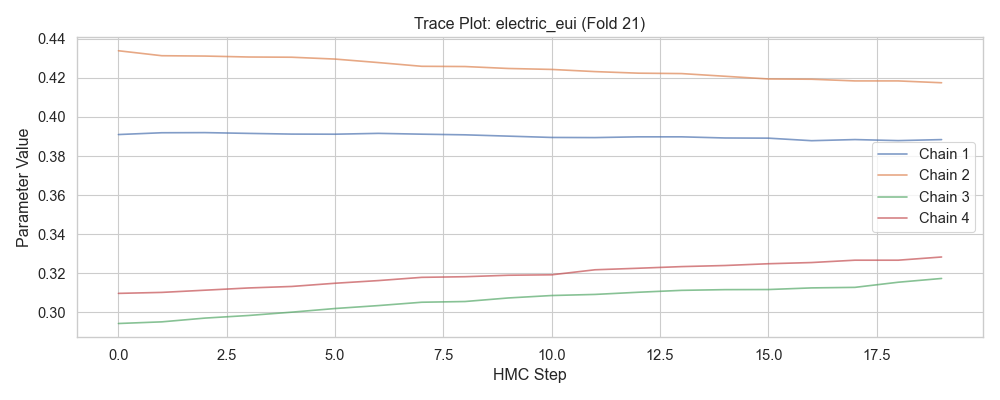 Trace Plot: electric_eui (Fold 21)
Parameter Value
0.44
0.42
0.40
0.38
0.36
0.34
0.32
0.30
Chain 1
Chain 2
Chain 3
Chain 4
0.0 2.5 5.0 7.5 10.0 12.5 15.0 17.5
HMC Step